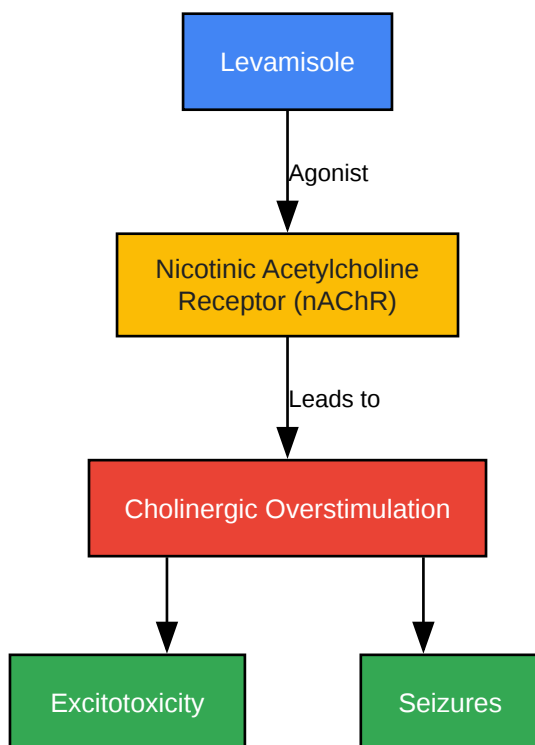 Levamisole
Agonist
Nicotinic Acetylcholine
Receptor (nAChR)
Leads to
Cholinergic Overstimulation
Excitotoxicity
Seizures